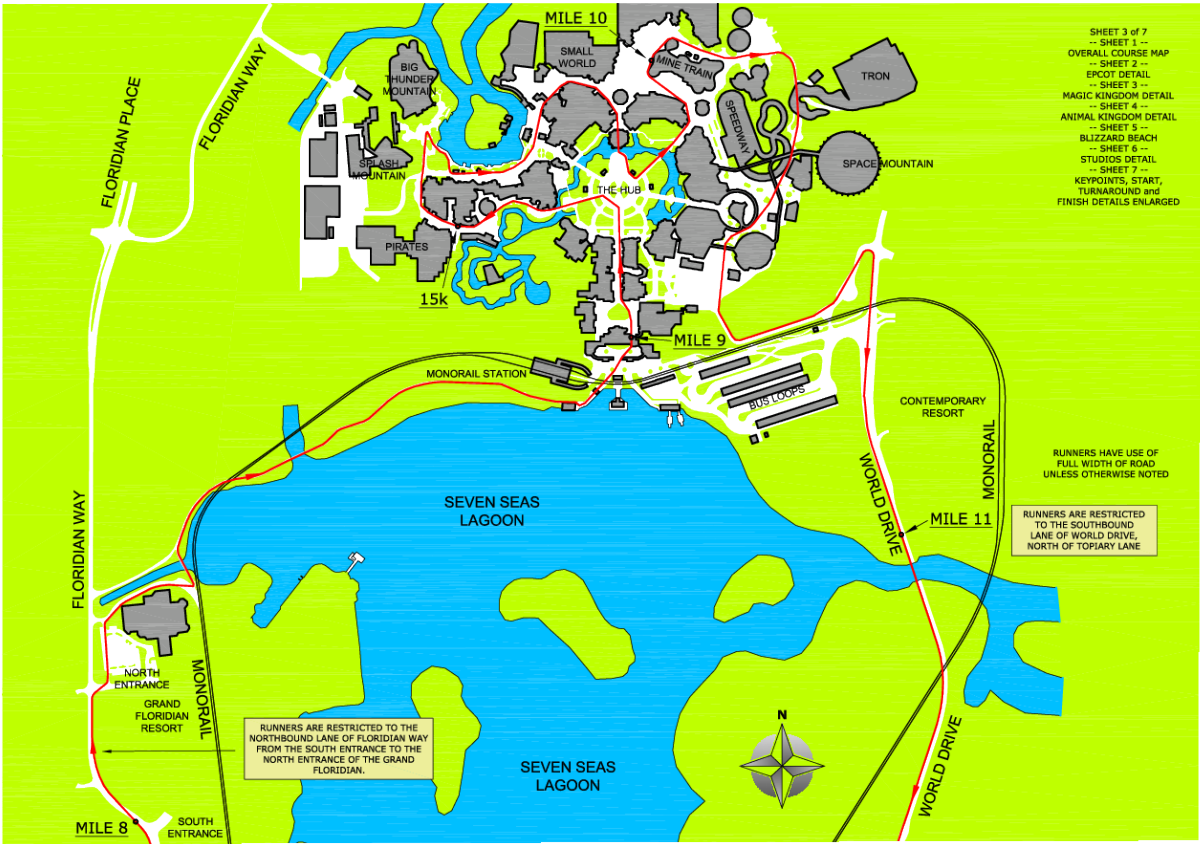 MILE 10
SHEET 3 of 7
-- SHEET 1 --
OVERALL COURSE MAP
-- SHEET 2 --
EPCOT DETAIL
-- SHEET 3 --
MAGIC KINGDOM DETAIL
-- SHEET 4 --
ANIMAL KINGDOM DETAIL
-- SHEET 5 --
BLIZZARD BEACH
-- SHEET 6 --
STUDIOS DETAIL
-- SHEET 7 --
KEYPOINTS, START,
TURNAROUND and
FINISH DETAILS ENLARGED
FLORIDIAN PLACE
FLORIDIAN WAY
BIG
THUNDER
MOUNTAIN
SMALL
WORLD
MINE TRAIN
TRON
SPEEDWAY
SPACE MOUNTAIN
SPLASH
MOUNTAIN
THE HUB
PIRATES
15k
MILE 9
MONORAIL STATION
BUS LOOPS
CONTEMPORARY
RESORT
MONORAIL
RUNNERS HAVE USE OF
FULL WIDTH OF ROAD
UNLESS OTHERWISE NOTED
SEVEN SEAS
LAGOON
WORLD DRIVE
MILE 11
RUNNERS ARE RESTRICTED
TO THE SOUTHBOUND
LANE OF WORLD DRIVE,
NORTH OF TOPIARY LANE
FLORIDIAN WAY
NORTH
ENTRANCE
GRAND
FLORIDIAN
RESORT
MONORAIL
RUNNERS ARE RESTRICTED TO THE
NORTHBOUND LANE OF FLORIDIAN WAY
FROM THE SOUTH ENTRANCE TO THE
NORTH ENTRANCE OF THE GRAND
FLORIDIAN.
N
SEVEN SEAS
LAGOON
WORLD DRIVE
MILE 8
SOUTH
ENTRANCE